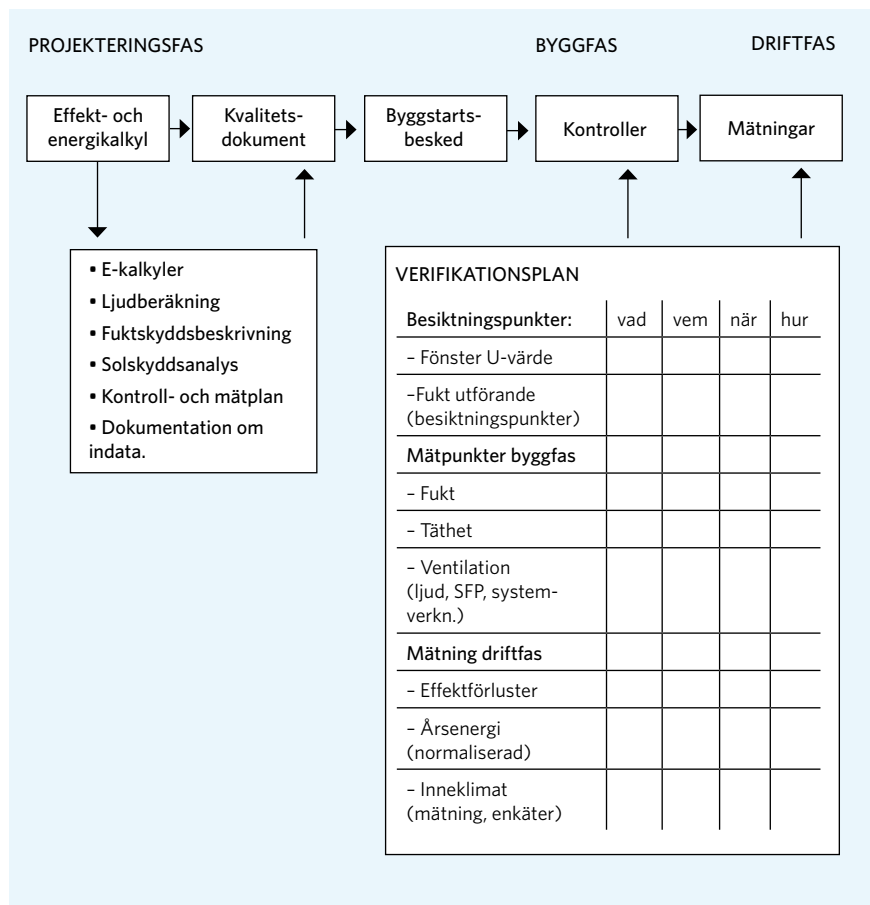 PROJEKTERINGSFAS
BYGGFAS
DRIFTFAS
Effekt- och
energikalkyl
Kvalitets-
dokument
Byggstarts-
besked
Kontroller
Mätningar
• E-kalkyler
• Ljudberäkning
• Fuktskyddsbeskrivning
• Solskyddsanalys
• Kontroll- och mätplan
• Dokumentation om
indata.
VERIFIKATIONSPLAN
Besiktningspunkter: vad vem när hur
– Fönster U-värde
–Fukt utförande
(besiktningspunkter)
Mätpunkter byggfas
– Fukt
– Täthet
– Ventilation
(ljud, SFP, system-
verkn.)
Mätning driftfas
– Effektförluster
– Årsenergi
(normaliserad)
– Inneklimat
(mätning, enkäter)